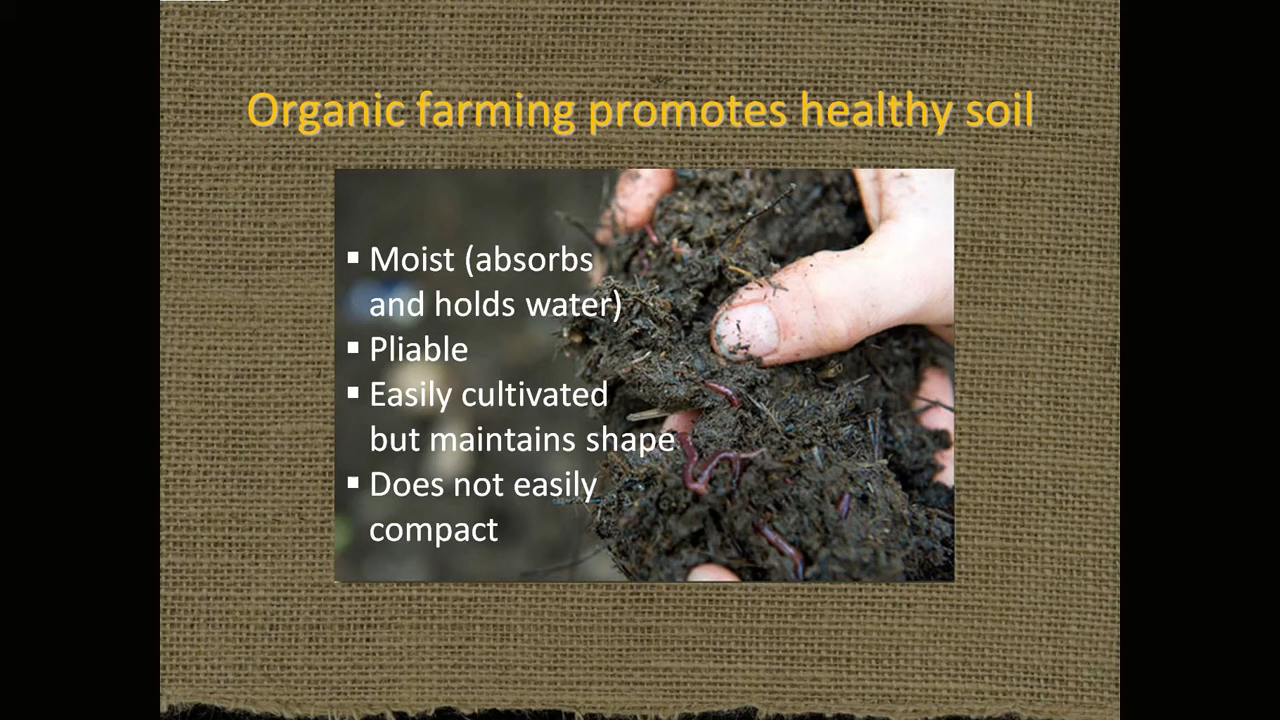 Organic farming promotes healthy soil
▪ Moist (absorbs
and holds water)
▪ Pliable
▪ Easily cultivated
but maintains shape
▪ Does not easily
compact